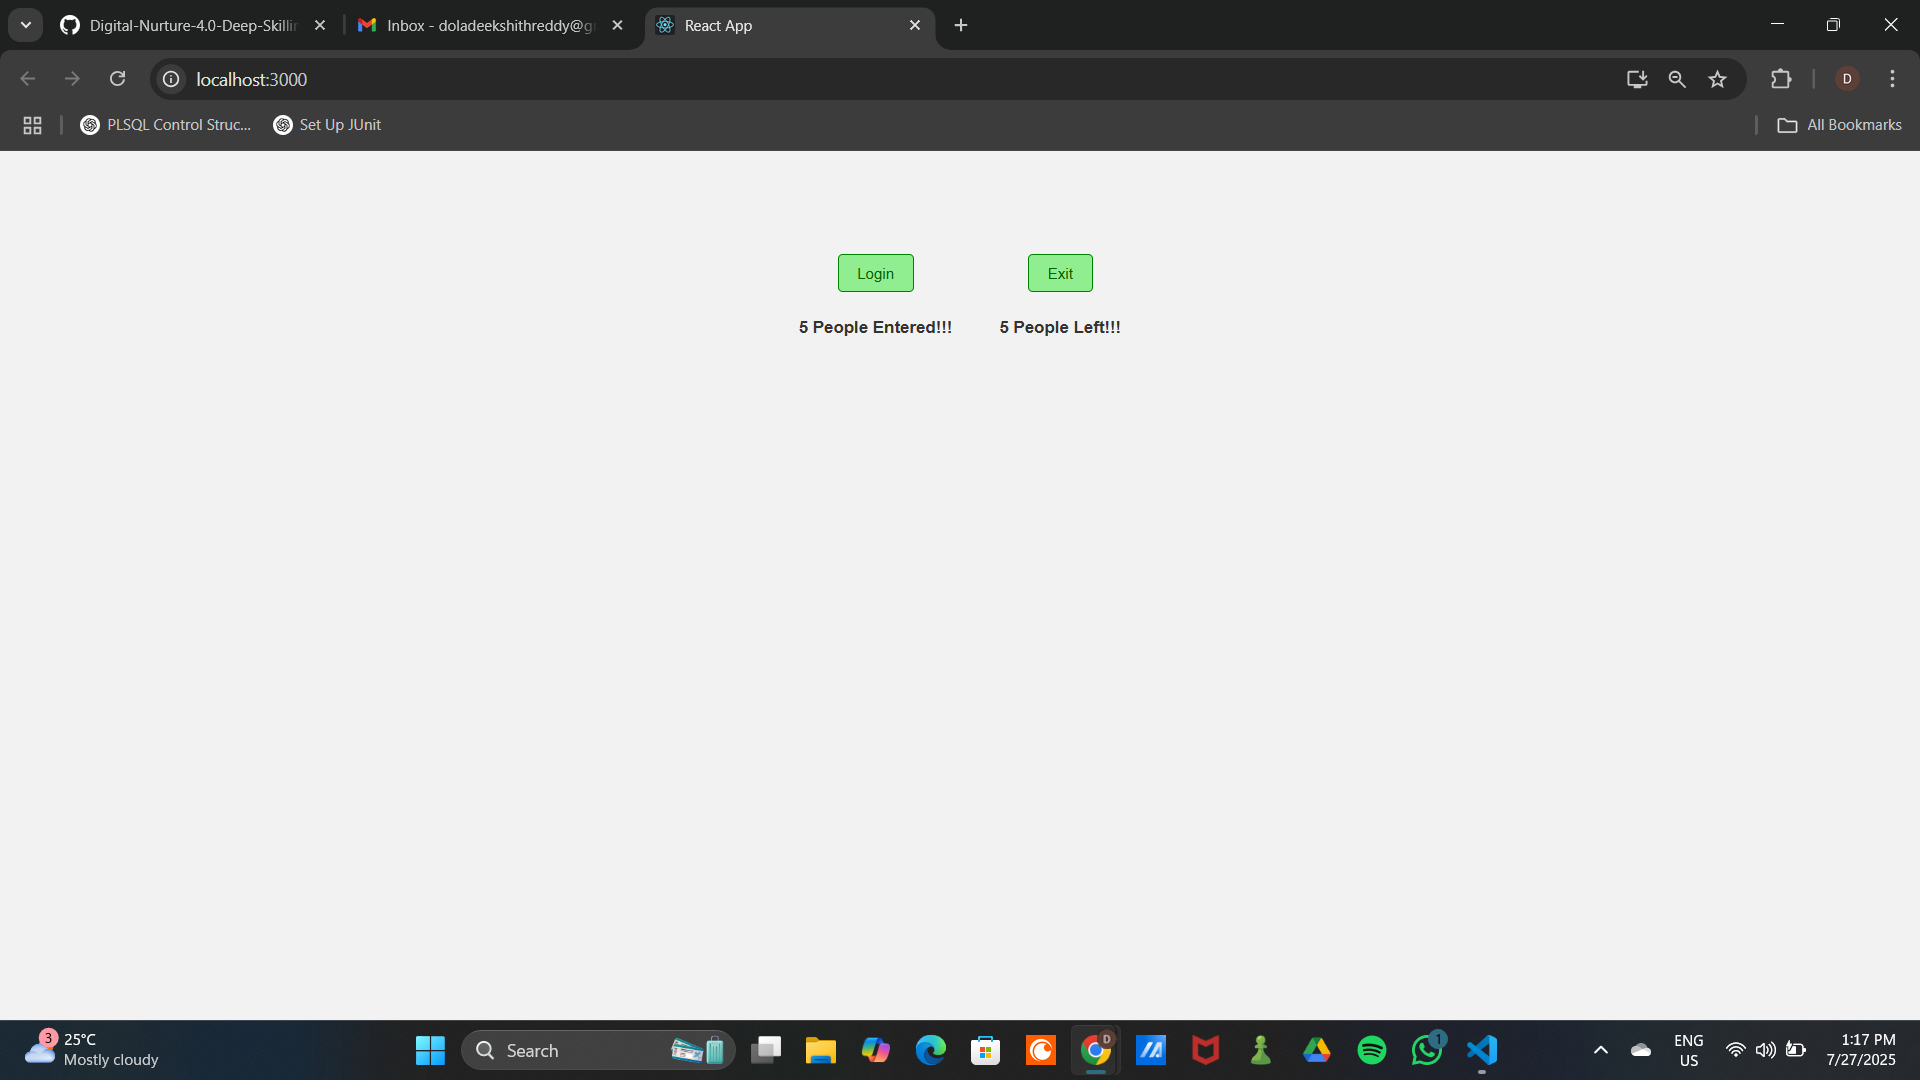 Digital-Nurture-4.0-Deep-Skillin
Inbox - doladeekshithreddy@g
React App
localhost:3000
D
PLSQL Control Struc...
Set Up JUnit
All Bookmarks
Login
Exit
5 People Entered!!!
5 People Left!!!
3
25°C
Mostly cloudy
Search
D
1
ENG
US
1:17 PM
7/27/2025